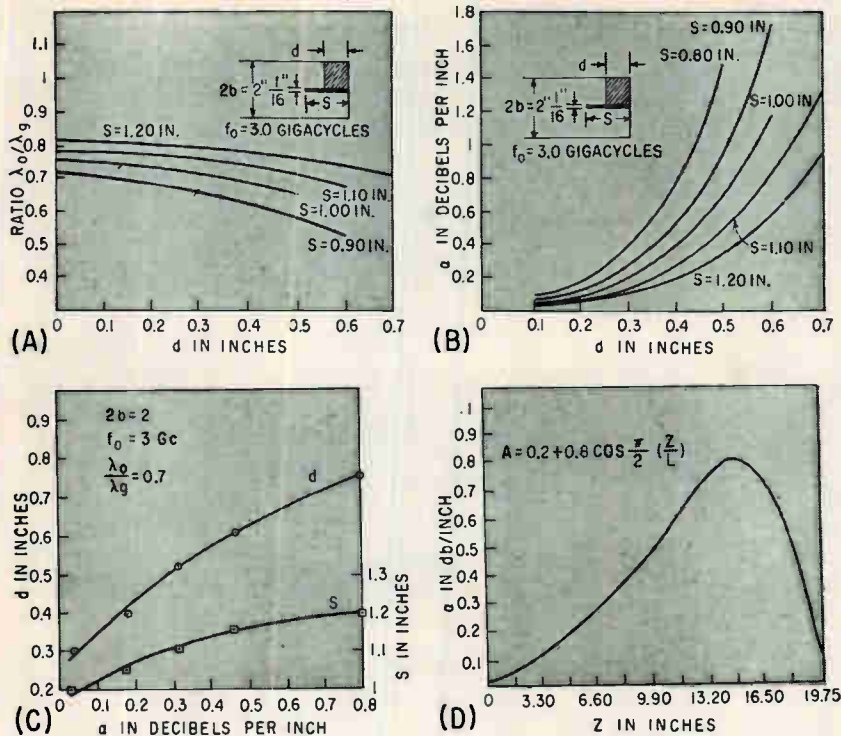 1.1
1
0.9
0.8
0.7
0.6
0.5
0.4
RATIO λo/λg
d
2b=2" 1"/16
S
f₀=3.0 GIGACYCLES
S=1.20 IN.
S=1.10 IN.
S=1.00 IN.
S=0.90 IN.
0 0.1 0.2 0.3 0.4 0.5 0.6 0.7
d IN INCHES
(A)
1.8
1.6
1.4
1.2
1
0.8
0.6
0.4
0.2
α IN DECIBELS PER INCH
S=0.90 IN.
S=0.80 IN.
d
2b=2" 1"/16
S
f₀=3.0 GIGACYCLES
S=1.00 IN.
S=1.10 IN
S=1.20 IN.
0 0.1 0.2 0.3 0.4 0.5 0.6 0.7
d IN INCHES
(B)
0.9
0.8
0.7
0.6
0.5
0.4
0.3
0.2
d IN INCHES
2b=2
f₀ = 3 Gc
λo/λg=0.7
d
S
1.3
1.2
1.1
1
S IN INCHES
0 0.1 0.2 0.3 0.4 0.5 0.6 0.7 0.8
α IN DECIBELS PER INCH
(C)
.1
0.9
0.8
0.7
0.6
0.5
0.4
0.3
0.2
0.1
α IN db/INCH
A=0.2+0.8 COS π/2 (Z/L)
0 3.30 6.60 9.90 13.20 16.50 19.75
Z IN INCHES
(D)